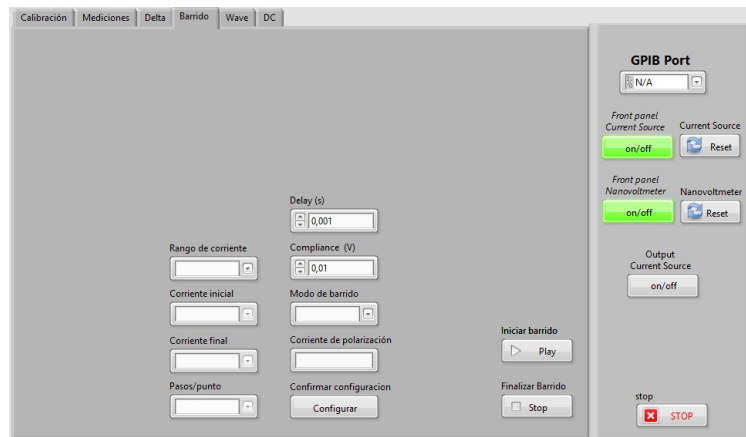 Calibración Mediciones Delta Barrido Wave DC
GPIB Port
N/A
Front panel
Current Source
Current Source
on/off
Reset
Front panel
Nanovoltmeter
Nanovoltmeter
on/off
Reset
Output
Current Source
on/off
stop
STOP
Delay (s)
0,001
Rango de corriente
Compliance (V)
0,01
Corriente inicial
Modo de barrido
Corriente final
Corriente de polarización
Pasos/punto
Confirmar configuracion
Configurar
Iniciar barrido
Play
Finalizar Barrido
Stop